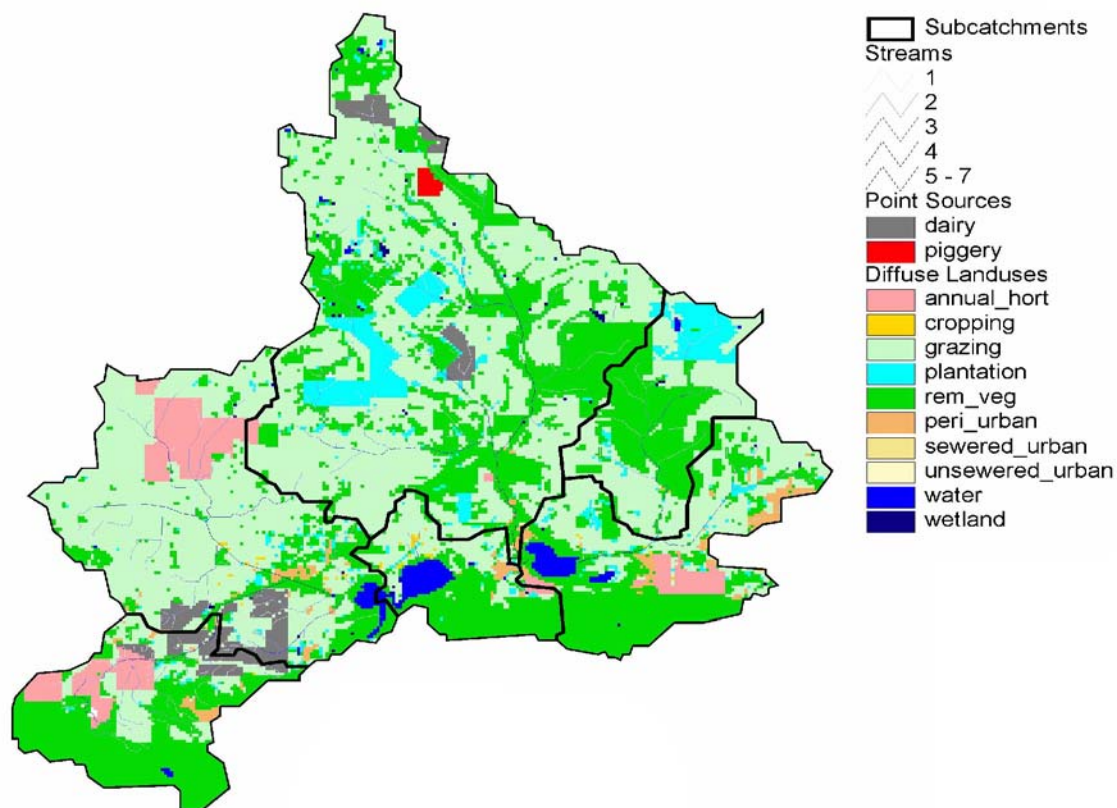 Subcatchments
Streams
1
2
3
4
5 - 7
Point Sources
dairy
piggery
Diffuse Landuses
annual_hort
cropping
grazing
plantation
rem_veg
peri_urban
sewered_urban
unsewered_urban
water
wetland